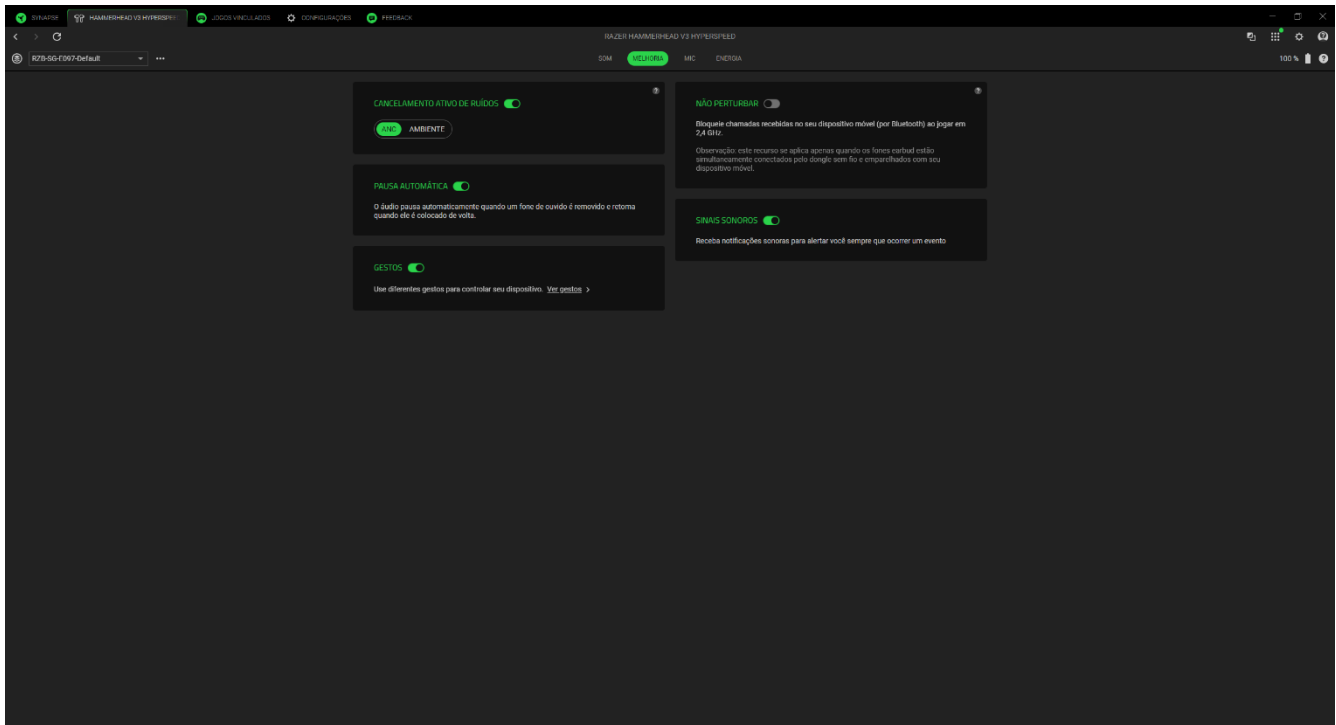 SYNAPSE HAMMERHEAD V3 HYPERSPEE JOGOS VINCULADOS CONFIGURAÇÕES FEEDBACK
RAZER HAMMERHEAD V3 HYPERSPEED
RZB-SG-E097-Default SOM MELHORIA MIC ENERGIA 100 %
CANCELAMENTO ATIVO DE RUÍDOS
ANC AMBIENTE
PAUSA AUTOMÁTICA
O áudio pausa automaticamente quando um fone de ouvido é removido e retoma
quando ele é colocado de volta.
GESTOS
Use diferentes gestos para controlar seu dispositivo. Ver gestos >
NÃO PERTURBAR
Bloqueie chamadas recebidas no seu dispositivo móvel (por Bluetooth) ao jogar em
2,4 GHz.
Observação: este recurso se aplica apenas quando os fones earbud estão
simultaneamente conectados pelo dongle sem fio e emparelhados com seu
dispositivo móvel.
SINAIS SONOROS
Receba notificações sonoras para alertar você sempre que ocorrer um evento